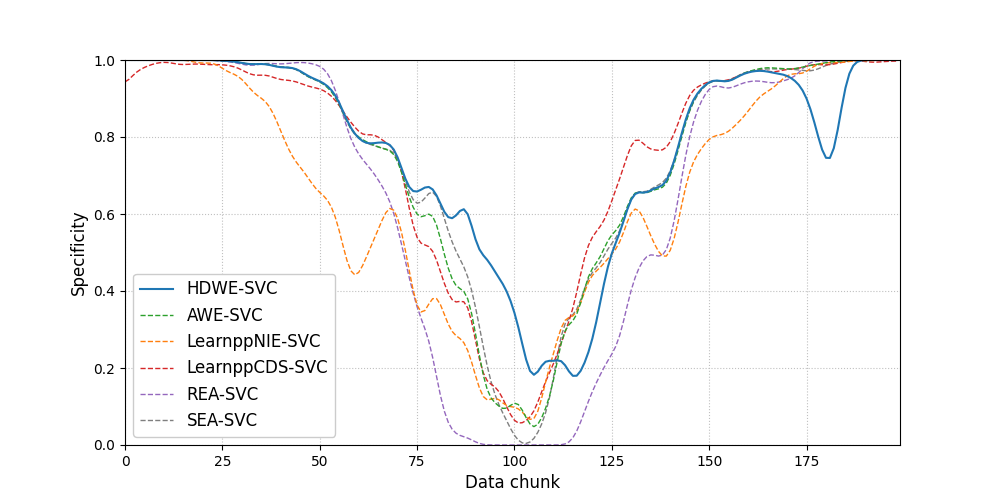 1.0
0.8
0.6
0.4
0.2
0.0
Specificity
HDWE-SVC
AWE-SVC
LearnppNIE-SVC
LearnppCDS-SVC
REA-SVC
SEA-SVC
0 25 50 75 100 125 150 175
Data chunk